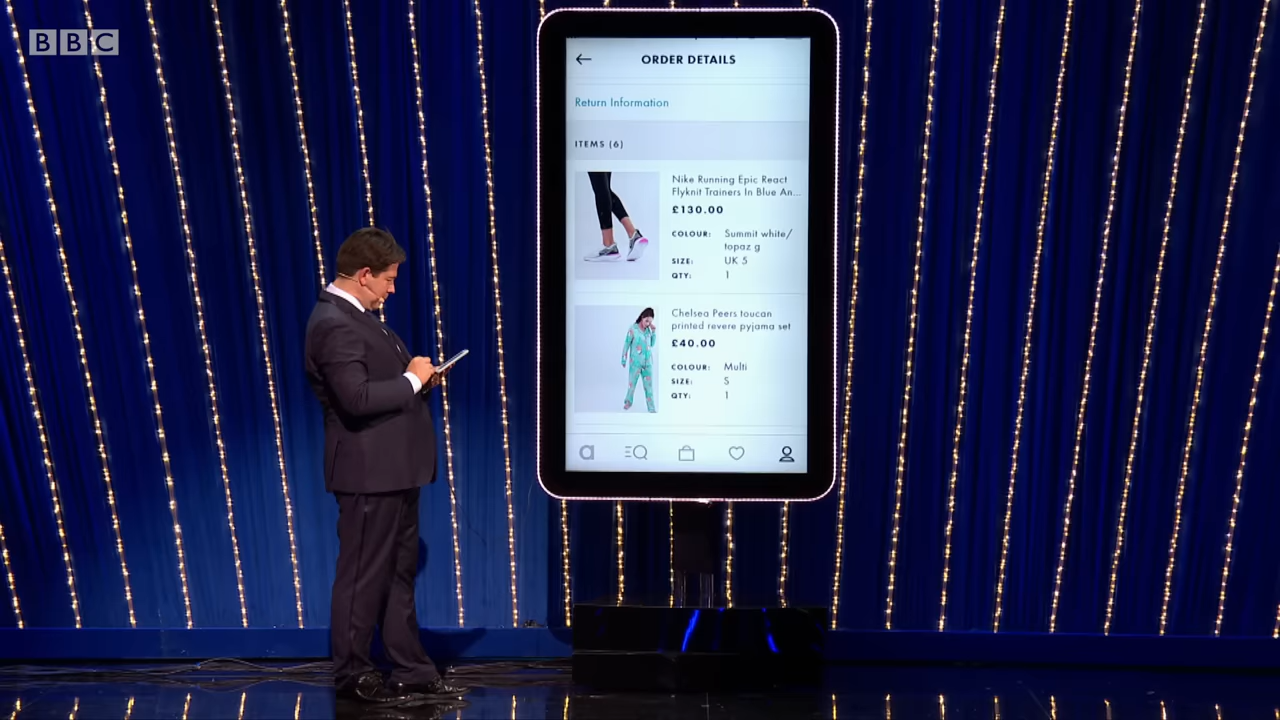 BBC
ORDER DETAILS
Return Information
ITEMS (6)
Nike Running Epic React
Flyknit Trainers In Blue An...
£130.00
COLOUR: Summit white/
topaz g
SIZE: UK 5
QTY: 1
Chelsea Peers toucan
printed revere pyjama set
£40.00
COLOUR: Multi
SIZE: S
QTY: 1